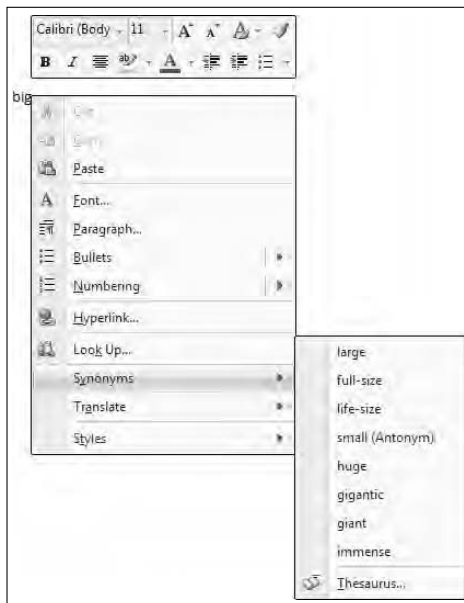 Calibri (Body 11 A A A
B I ab A
big
Cut
Copy
Paste
A Font...
Paragraph...
Bullets
Numbering
Hyperlink...
Look Up...
Synonyms
Translate
Styles
large
full-size
life-size
small (Antonym)
huge
gigantic
giant
immense
Thesaurus...